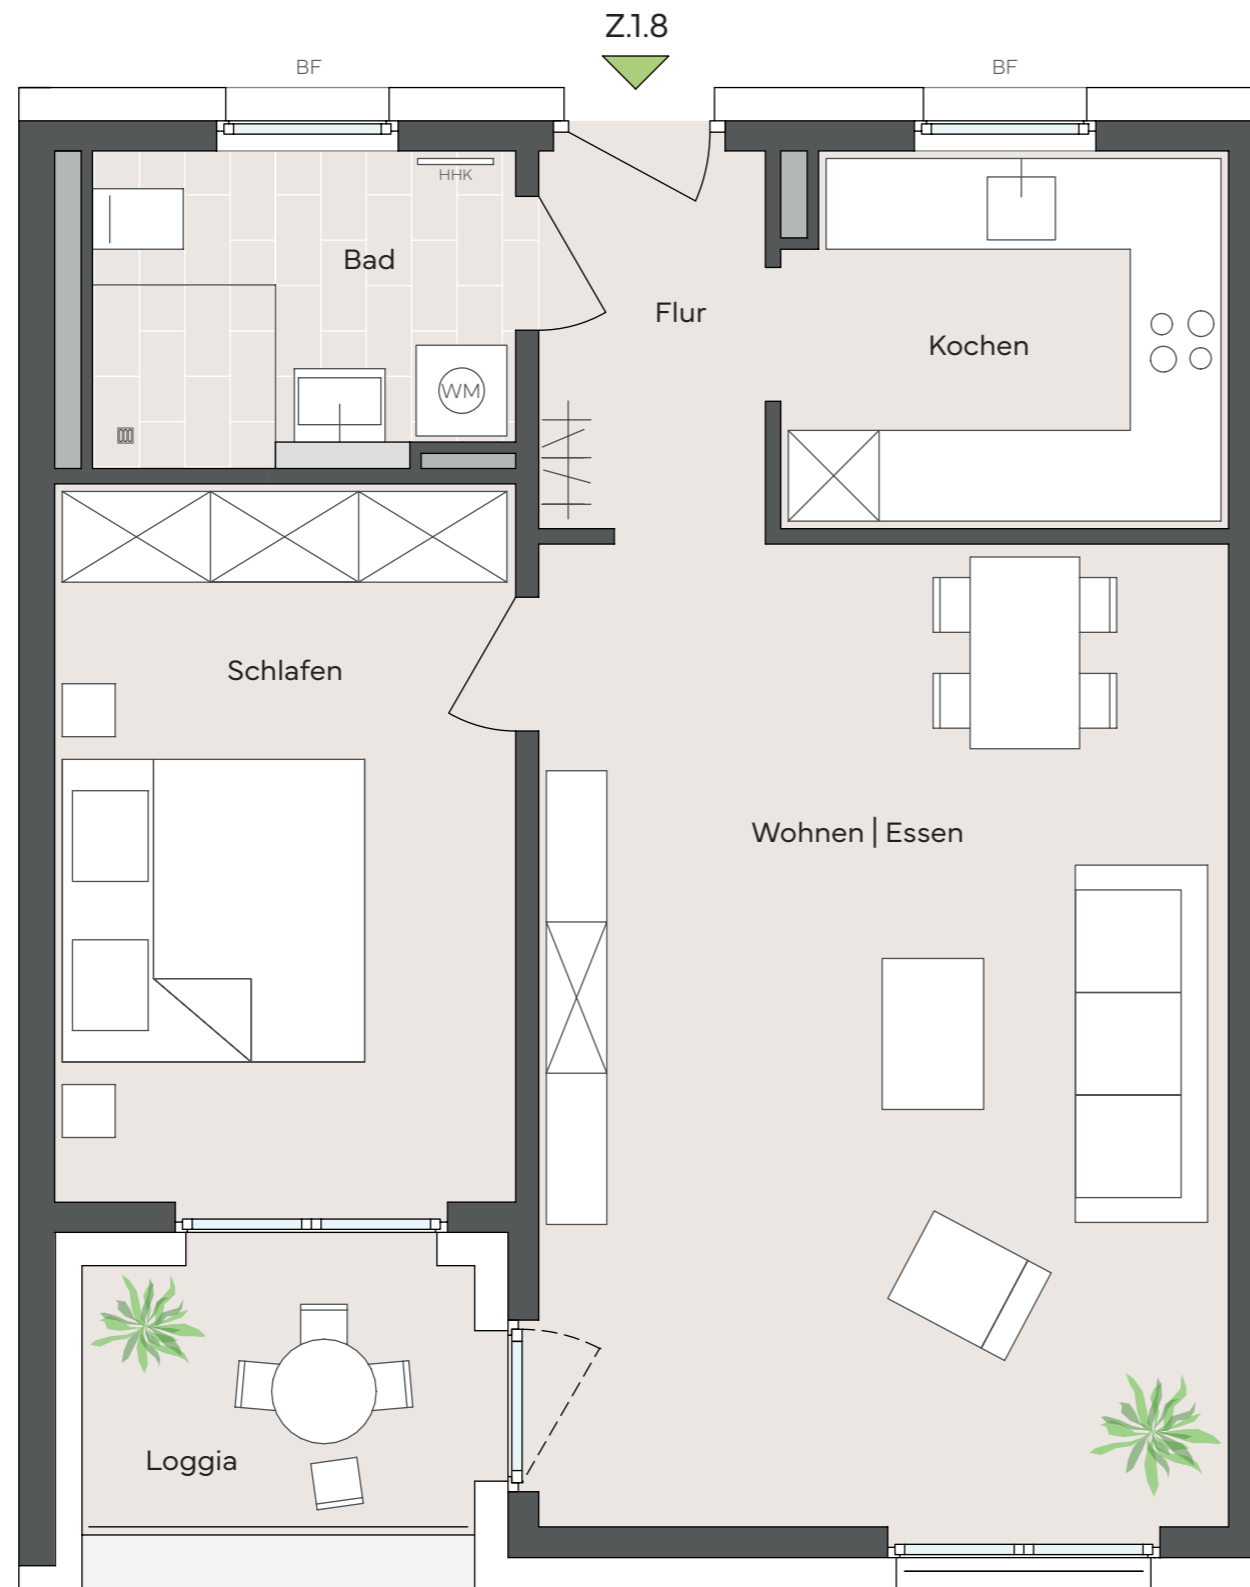 Z.1.8
BF
BF
HHK
Bad
Flur
Kochen
WM
Schlafen
Wohnen | Essen
Loggia